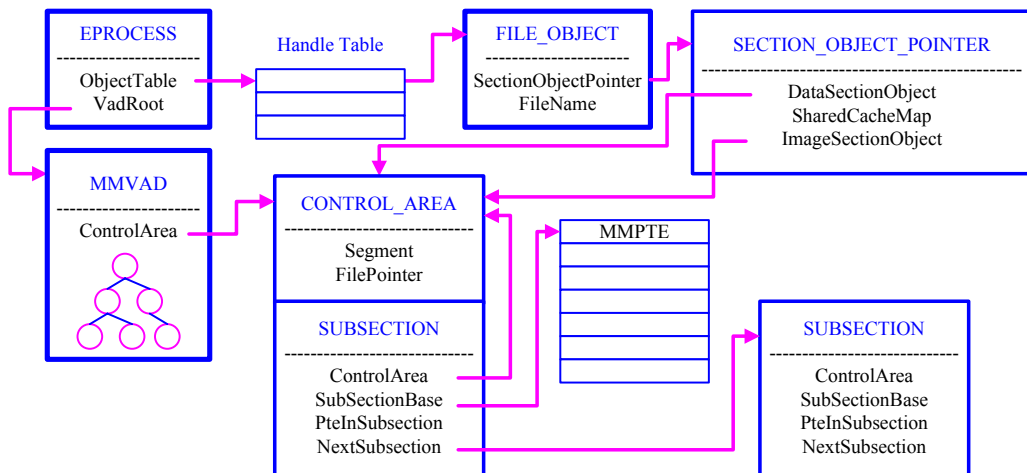 EPROCESS
ObjectTable
VadRoot
Handle Table
FILE_OBJECT
SectionObjectPointer
FileName
SECTION_OBJECT_POINTER
DataSectionObject
SharedCacheMap
ImageSectionObject
MMVAD
ControlArea
CONTROL_AREA
Segment
FilePointer
MMPTE
SUBSECTION
ControlArea
SubSectionBase
PteInSubsection
NextSubsection
SUBSECTION
ControlArea
SubSectionBase
PteInSubsection
NextSubsection